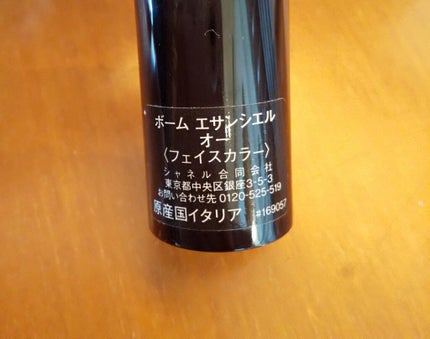 ボーム エサンシエル
オー
〈フェイスカラー〉
シャネル合同会社
東京都中央区銀座3-5-3
お問い合わせ先 0120-525-519
原産国イタリア #169057